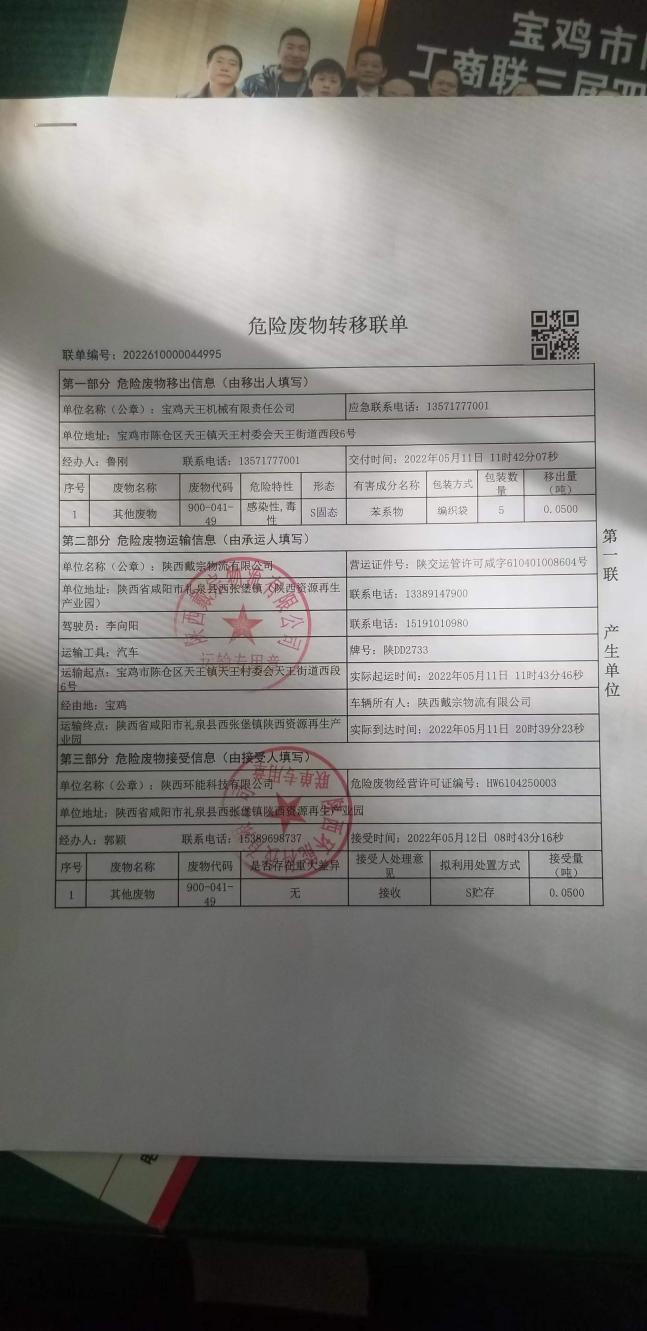 宝鸡市
工商联三届四
危险废物转移联单
联单编号：2022610000044995
第一部分 危险废物移出信息（由移出人填写）
单位名称（公章）：宝鸡天王机械有限责任公司 应急联系电话：13571777001
单位地址：宝鸡市陈仓区天王镇天王村委会天王街道西段6号
经办人：鲁刚 联系电话：13571777001 交付时间：2022年05月11日 11时42分07秒
序号 废物名称 废物代码 危险特性 形态 有害成分名称 包装方式 包装数量 移出量（吨）
1 其他废物 900-041-49 感染性,毒性 S固态 苯系物 编织袋 5 0.0500
第二部分 危险废物运输信息（由承运人填写）
单位名称（公章）：陕西戴宗物流有限公司 营运证件号：陕交运管许可咸字610401008604号
单位地址：陕西省咸阳市礼泉县西张堡镇（陕西资源再生产业园） 联系电话：13389147900
驾驶员：李向阳 联系电话：15191010980
运输工具：汽车 牌号：陕DD2733
运输起点：宝鸡市陈仓区天王镇天王村委会天王街道西段6号 实际起运时间：2022年05月11日 11时43分46秒
经由地：宝鸡 车辆所有人：陕西戴宗物流有限公司
运输终点：陕西省咸阳市礼泉县西张堡镇陕西资源再生产业园 实际到达时间：2022年05月11日 20时39分23秒
第三部分 危险废物接受信息（由接受人填写）
单位名称（公章）：陕西环能科技有限公司 危险废物经营许可证编号：HW6104250003
单位地址：陕西省咸阳市礼泉县西张堡镇陕西资源再生产业园
经办人：郭颖 联系电话：15389698737 接受时间：2022年05月12日 08时43分16秒
序号 废物名称 废物代码 是否存在重大差异 接受人处理意见 拟利用处置方式 接受量（吨）
1 其他废物 900-041-49 无 接收 S贮存 0.0500
第一联 产生单位
陕西戴宗物流有限公司
运输专用章
联单专用章